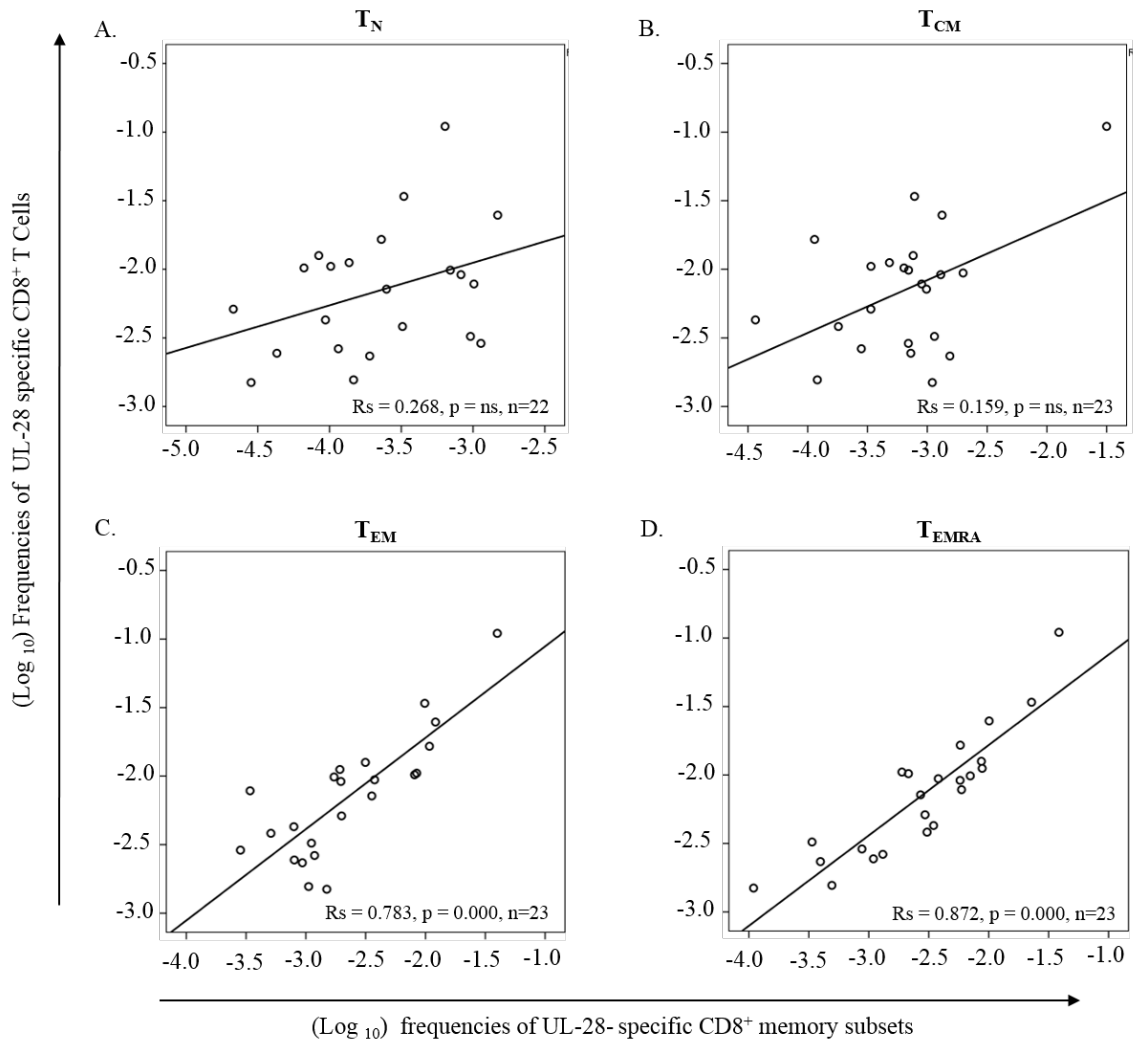 A.
T_N
-0.5
-1.0
-1.5
-2.0
-2.5
-3.0
Rs = 0.268, p = ns, n=22
-5.0 -4.5 -4.0 -3.5 -3.0 -2.5
B.
T_CM
-0.5
-1.0
-1.5
-2.0
-2.5
-3.0
Rs = 0.159, p = ns, n=23
-4.5 -4.0 -3.5 -3.0 -2.5 -2.0 -1.5
C.
T_EM
-0.5
-1.0
-1.5
-2.0
-2.5
-3.0
Rs = 0.783, p = 0.000, n=23
-4.0 -3.5 -3.0 -2.5 -2.0 -1.5 -1.0
D.
T_EMRA
-0.5
-1.0
-1.5
-2.0
-2.5
-3.0
Rs = 0.872, p = 0.000, n=23
-4.0 -3.5 -3.0 -2.5 -2.0 -1.5 -1.0
(Log ₁₀) Frequencies of UL-28 specific CD8⁺ T Cells
(Log ₁₀) frequencies of UL-28- specific CD8⁺ memory subsets